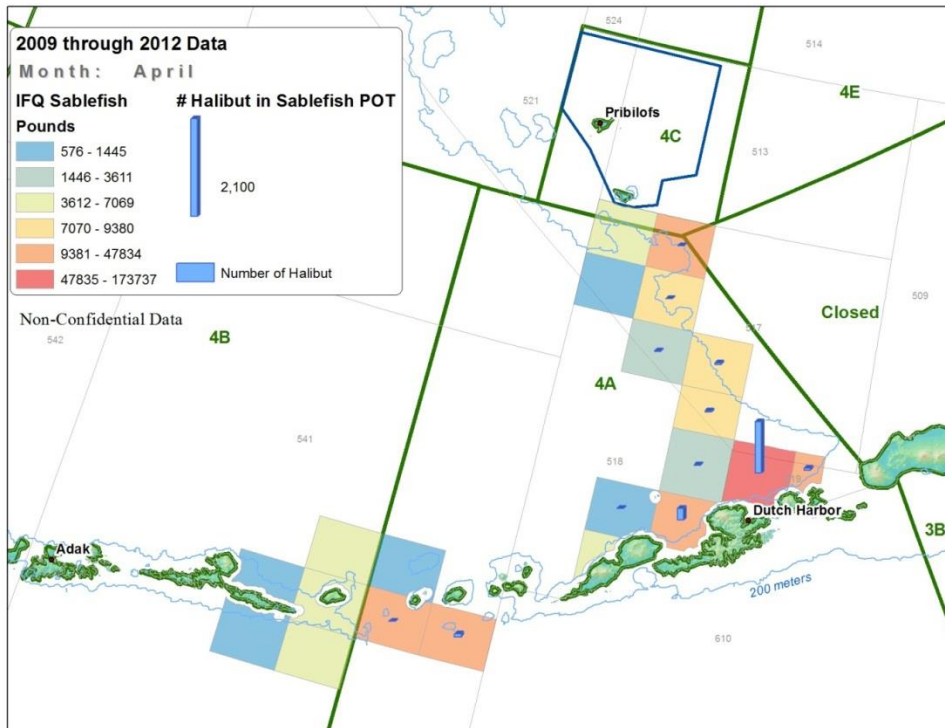 2009 through 2012 Data
Month: April
IFQ Sablefish
Pounds
576 - 1445
1446 - 3611
3612 - 7069
7070 - 9380
9381 - 47834
47835 - 173737
# Halibut in Sablefish POT
2,100
Number of Halibut
Non-Confidential Data
524
514
4E
521
Pribilofs
4C
513
Closed
509
542
4B
517
4A
541
518
519
Dutch Harbor
3B
Adak
200 meters
610